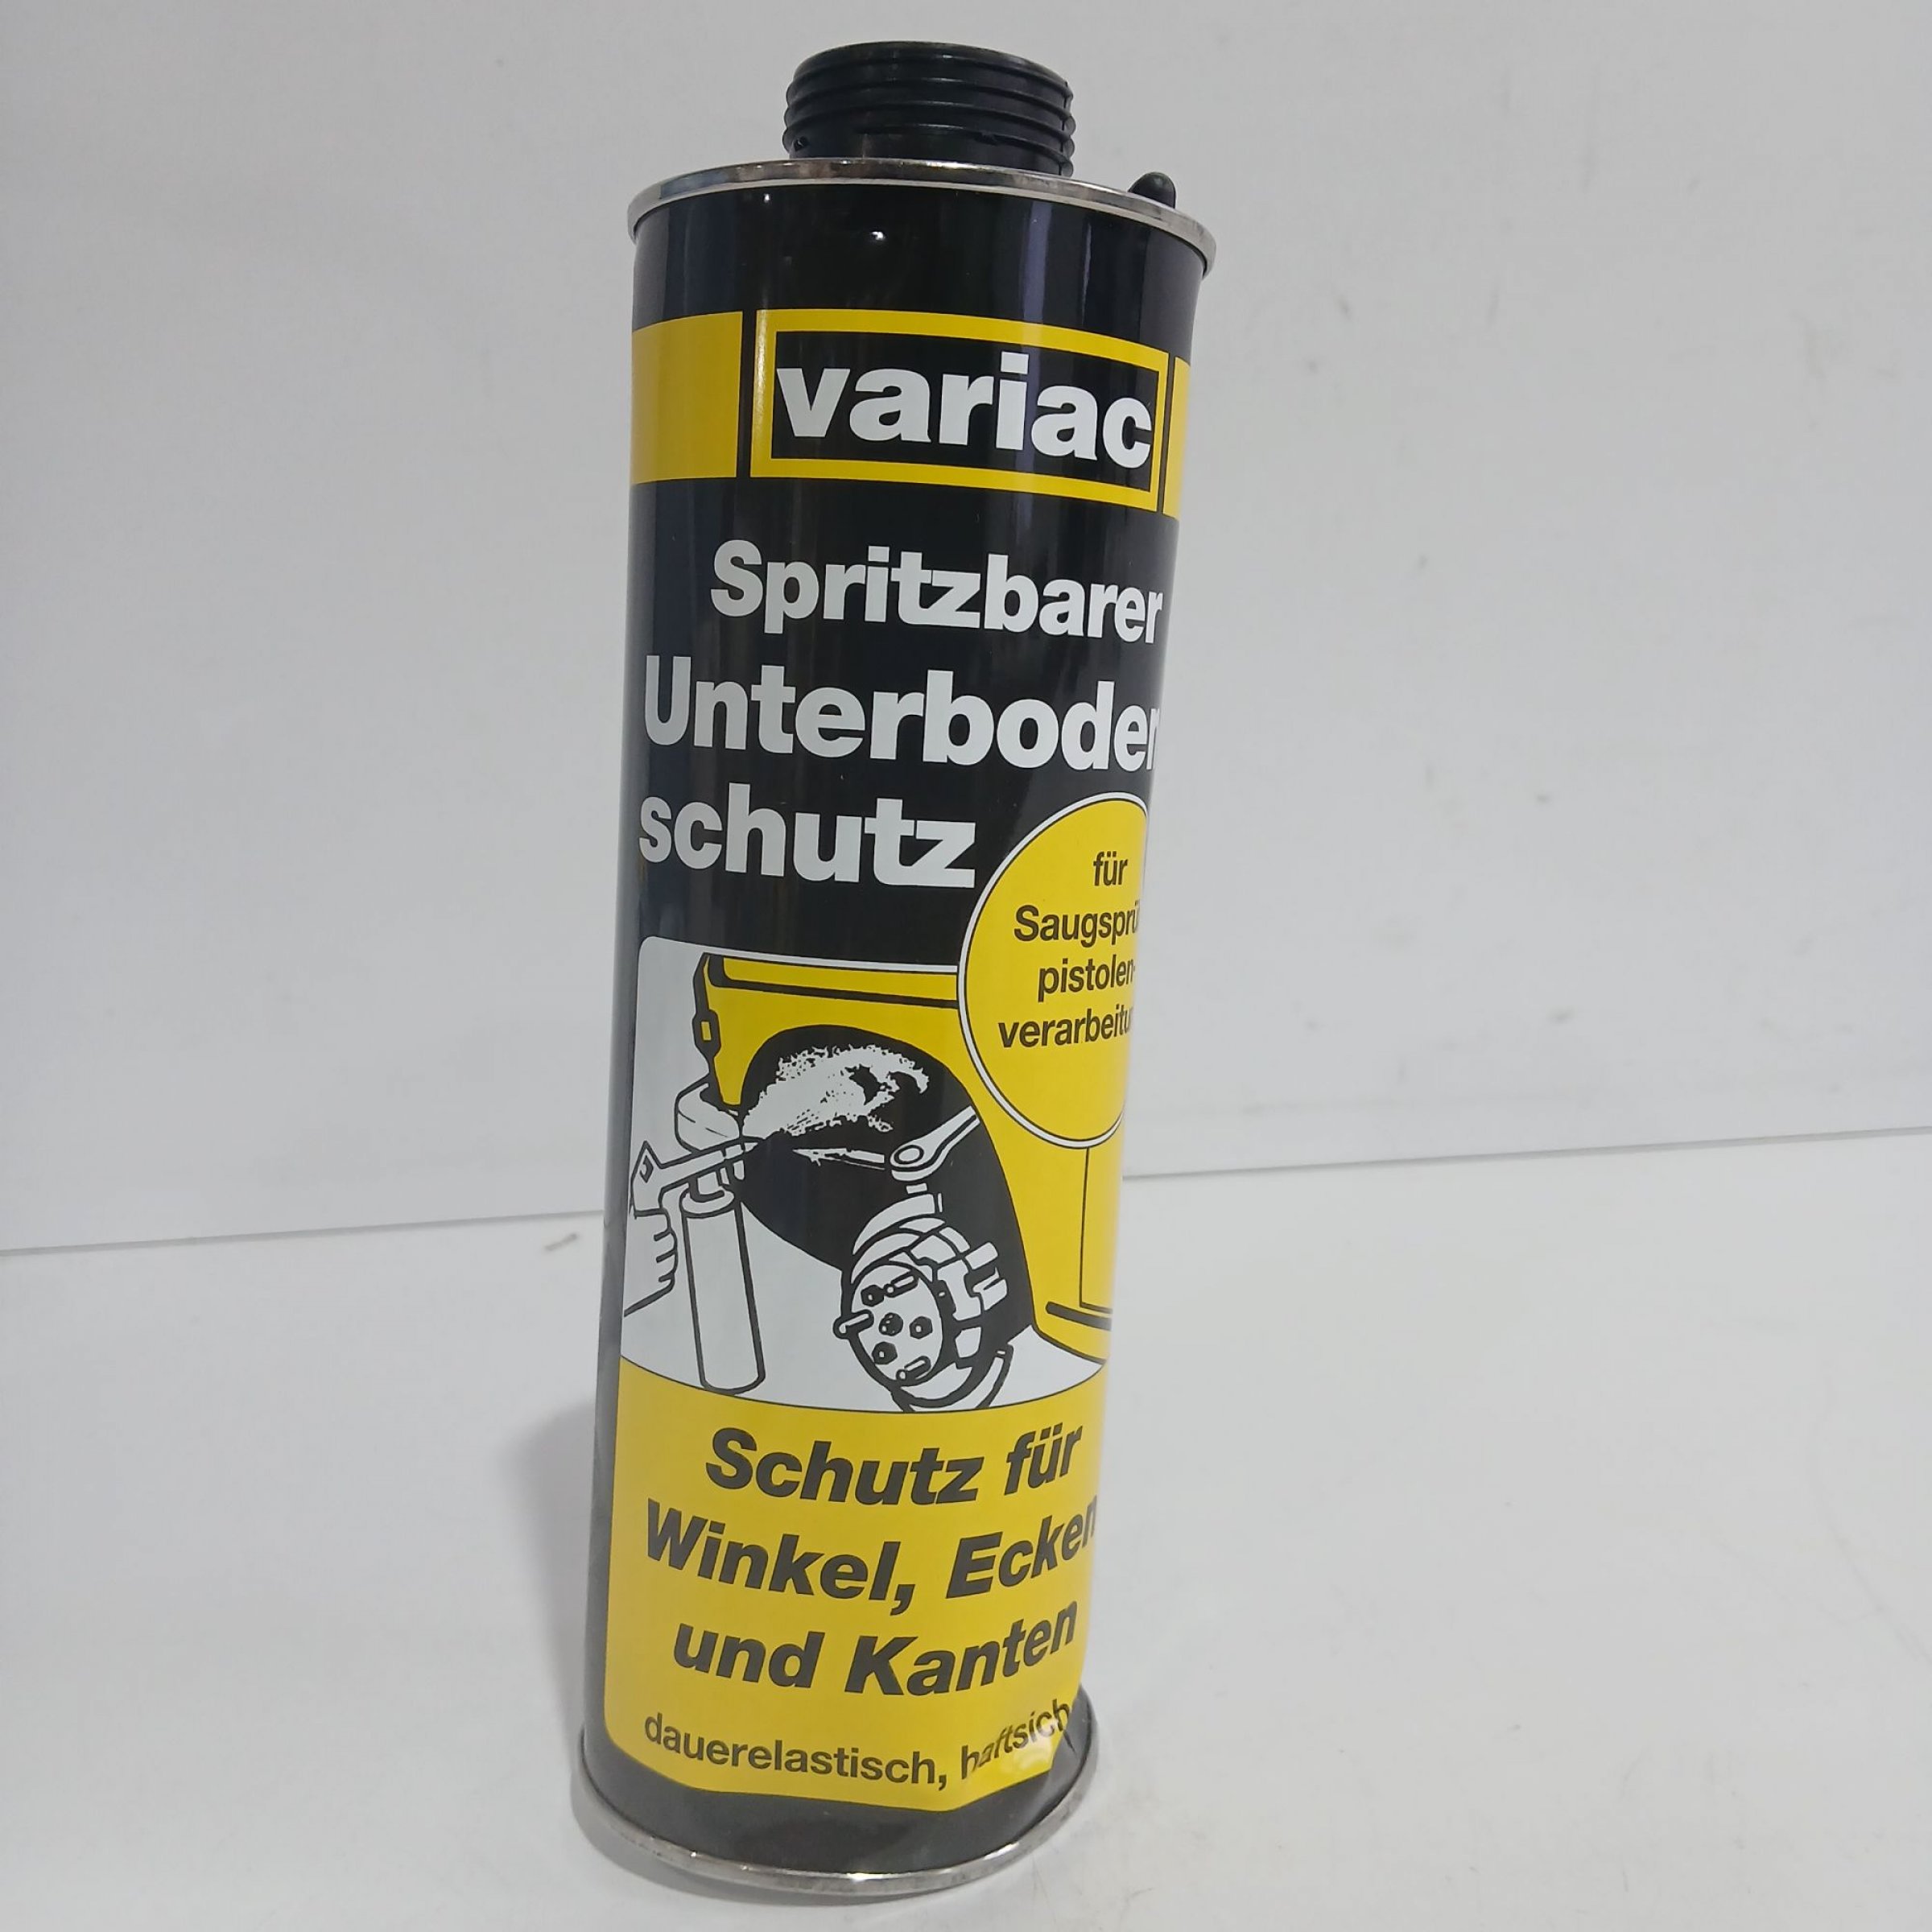 variac
Spritzbarer
Unterboden
schutz
für
Saugsprü
pistolen-
verarbeitu
Schutz für
Winkel, Ecken
und Kanten
dauerelastisch, haftsich